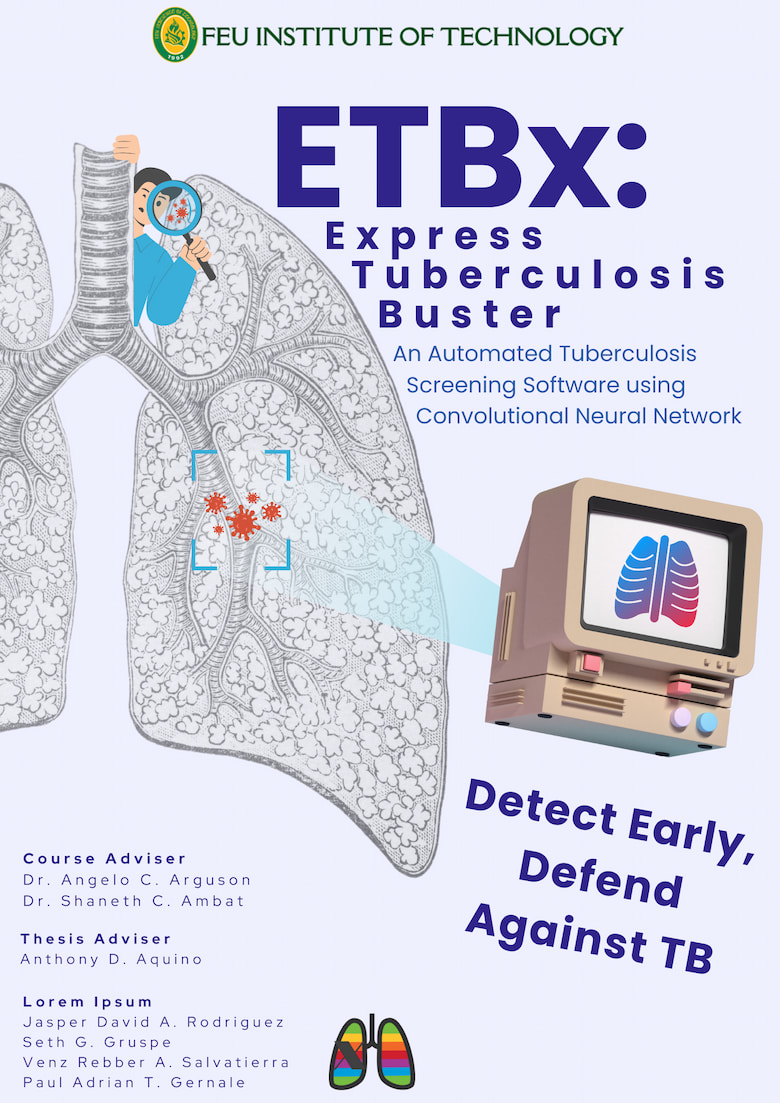 FEU INSTITUTE OF TECHNOLOGY
1992
ETBx:
Express
Tuberculosis
Buster
An Automated Tuberculosis
Screening Software using
Convolutional Neural Network
Detect Early,
Defend
Against TB
Course Adviser
Dr. Angelo C. Arguson
Dr. Shaneth C. Ambat
Thesis Adviser
Anthony D. Aquino
Lorem Ipsum
Jasper David A. Rodriguez
Seth G. Gruspe
Venz Rebber A. Salvatierra
Paul Adrian T. Gernale